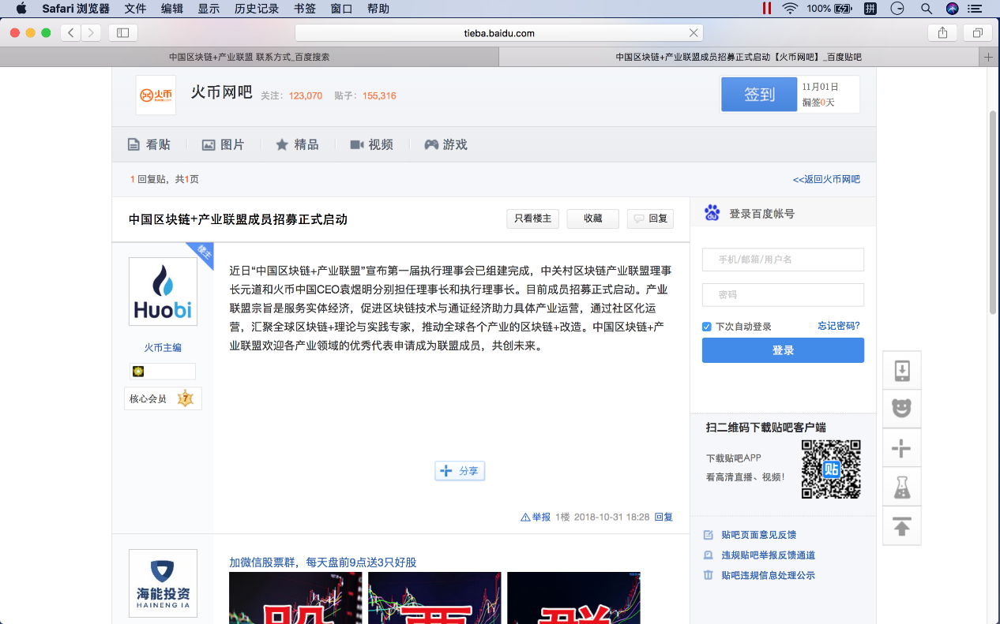 Safari 浏览器 文件 编辑 显示 历史记录 书签 窗口 帮助 100% 拼
tieba.baidu.com
中国区块链+产业联盟 联系方式_百度搜索
中国区块链+产业联盟成员招募正式启动【火币网吧】_百度贴吧
火币
火币网吧 关注：123,070 贴子：155,316
签到
11月01日
漏签0天
看贴 图片 精品 视频 游戏
1 回复贴，共1页
<<返回火币网吧
中国区块链+产业联盟成员招募正式启动
只看楼主 收藏 回复
楼主
Huobi
火币主编
核心会员 7
近日“中国区块链+产业联盟”宣布第一届执行理事会已组建完成，中关村区块链产业联盟理事
长元道和火币中国CEO袁煜明分别担任理事长和执行理事长。目前成员招募正式启动。产业
联盟宗旨是服务实体经济，促进区块链技术与通证经济助力具体产业运营，通过社区化运
营，汇聚全球区块链+理论与实践专家，推动全球各个产业的区块链+改造。中国区块链+产
业联盟欢迎各产业领域的优秀代表申请成为联盟成员，共创未来。
分享
举报 1楼 2018-10-31 18:28 回复
海能投资
HAINENG IA
加微信股票群，每天盘前9点送3只好股
股 票 群
du
登录百度帐号
手机/邮箱/用户名
密码
下次自动登录 忘记密码?
登录
扫二维码下载贴吧客户端
下载贴吧APP
看高清直播、视频！
贴
贴吧页面意见反馈
违规贴吧举报反馈通道
贴吧违规信息处理公示